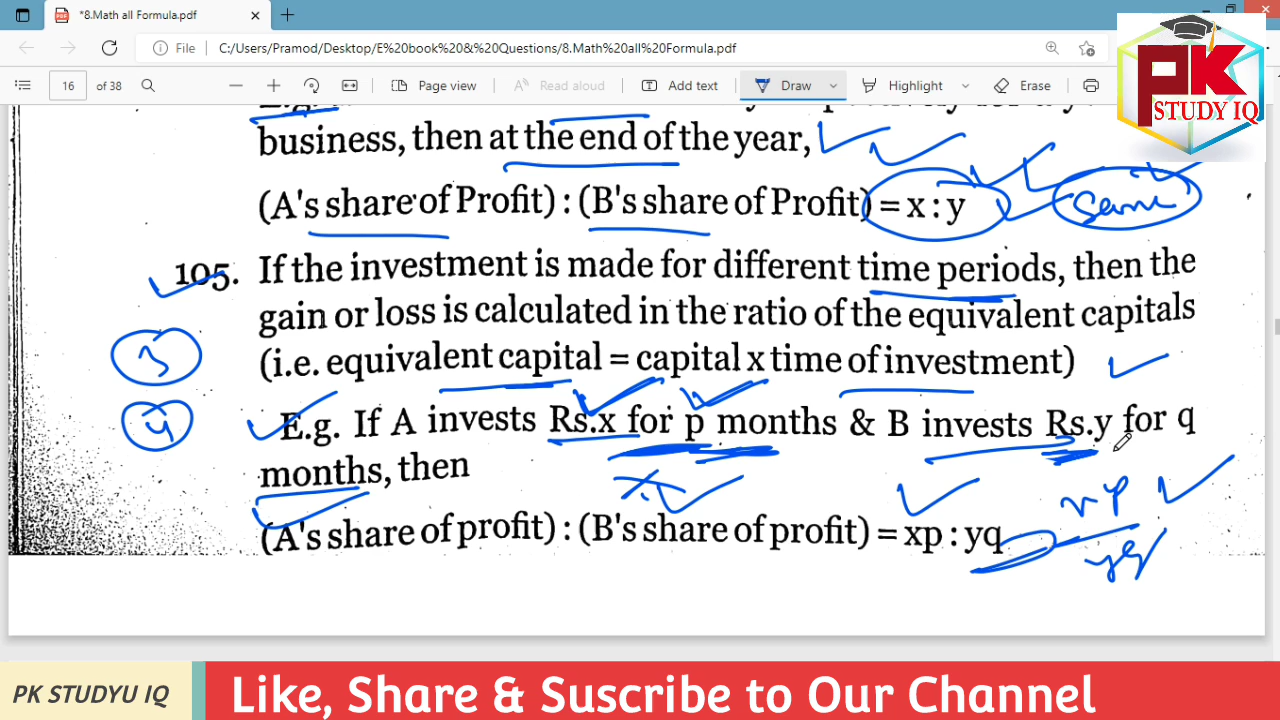 *8.Math all Formula.pdf
File C:/Users/Pramod/Desktop/E%20book%20&%20Questions/8.Math%20all%20Formula.pdf
16 of 38 Page view Read aloud Add text Draw Highlight Erase
PK
STUDY IQ
business, then at the end of the year,
(A's share of Profit) : (B's share of Profit) = x : y Same
105. If the investment is made for different time periods, then the
gain or loss is calculated in the ratio of the equivalent capitals
(i.e. equivalent capital = capital x time of investment)
3
4
E.g. If A invests Rs.x for p months & B invests Rs.y for q
months, then
xp
(A's share of profit) : (B's share of profit) = xp : yq
yq
PK STUDYU IQ Like, Share & Suscribe to Our Channel